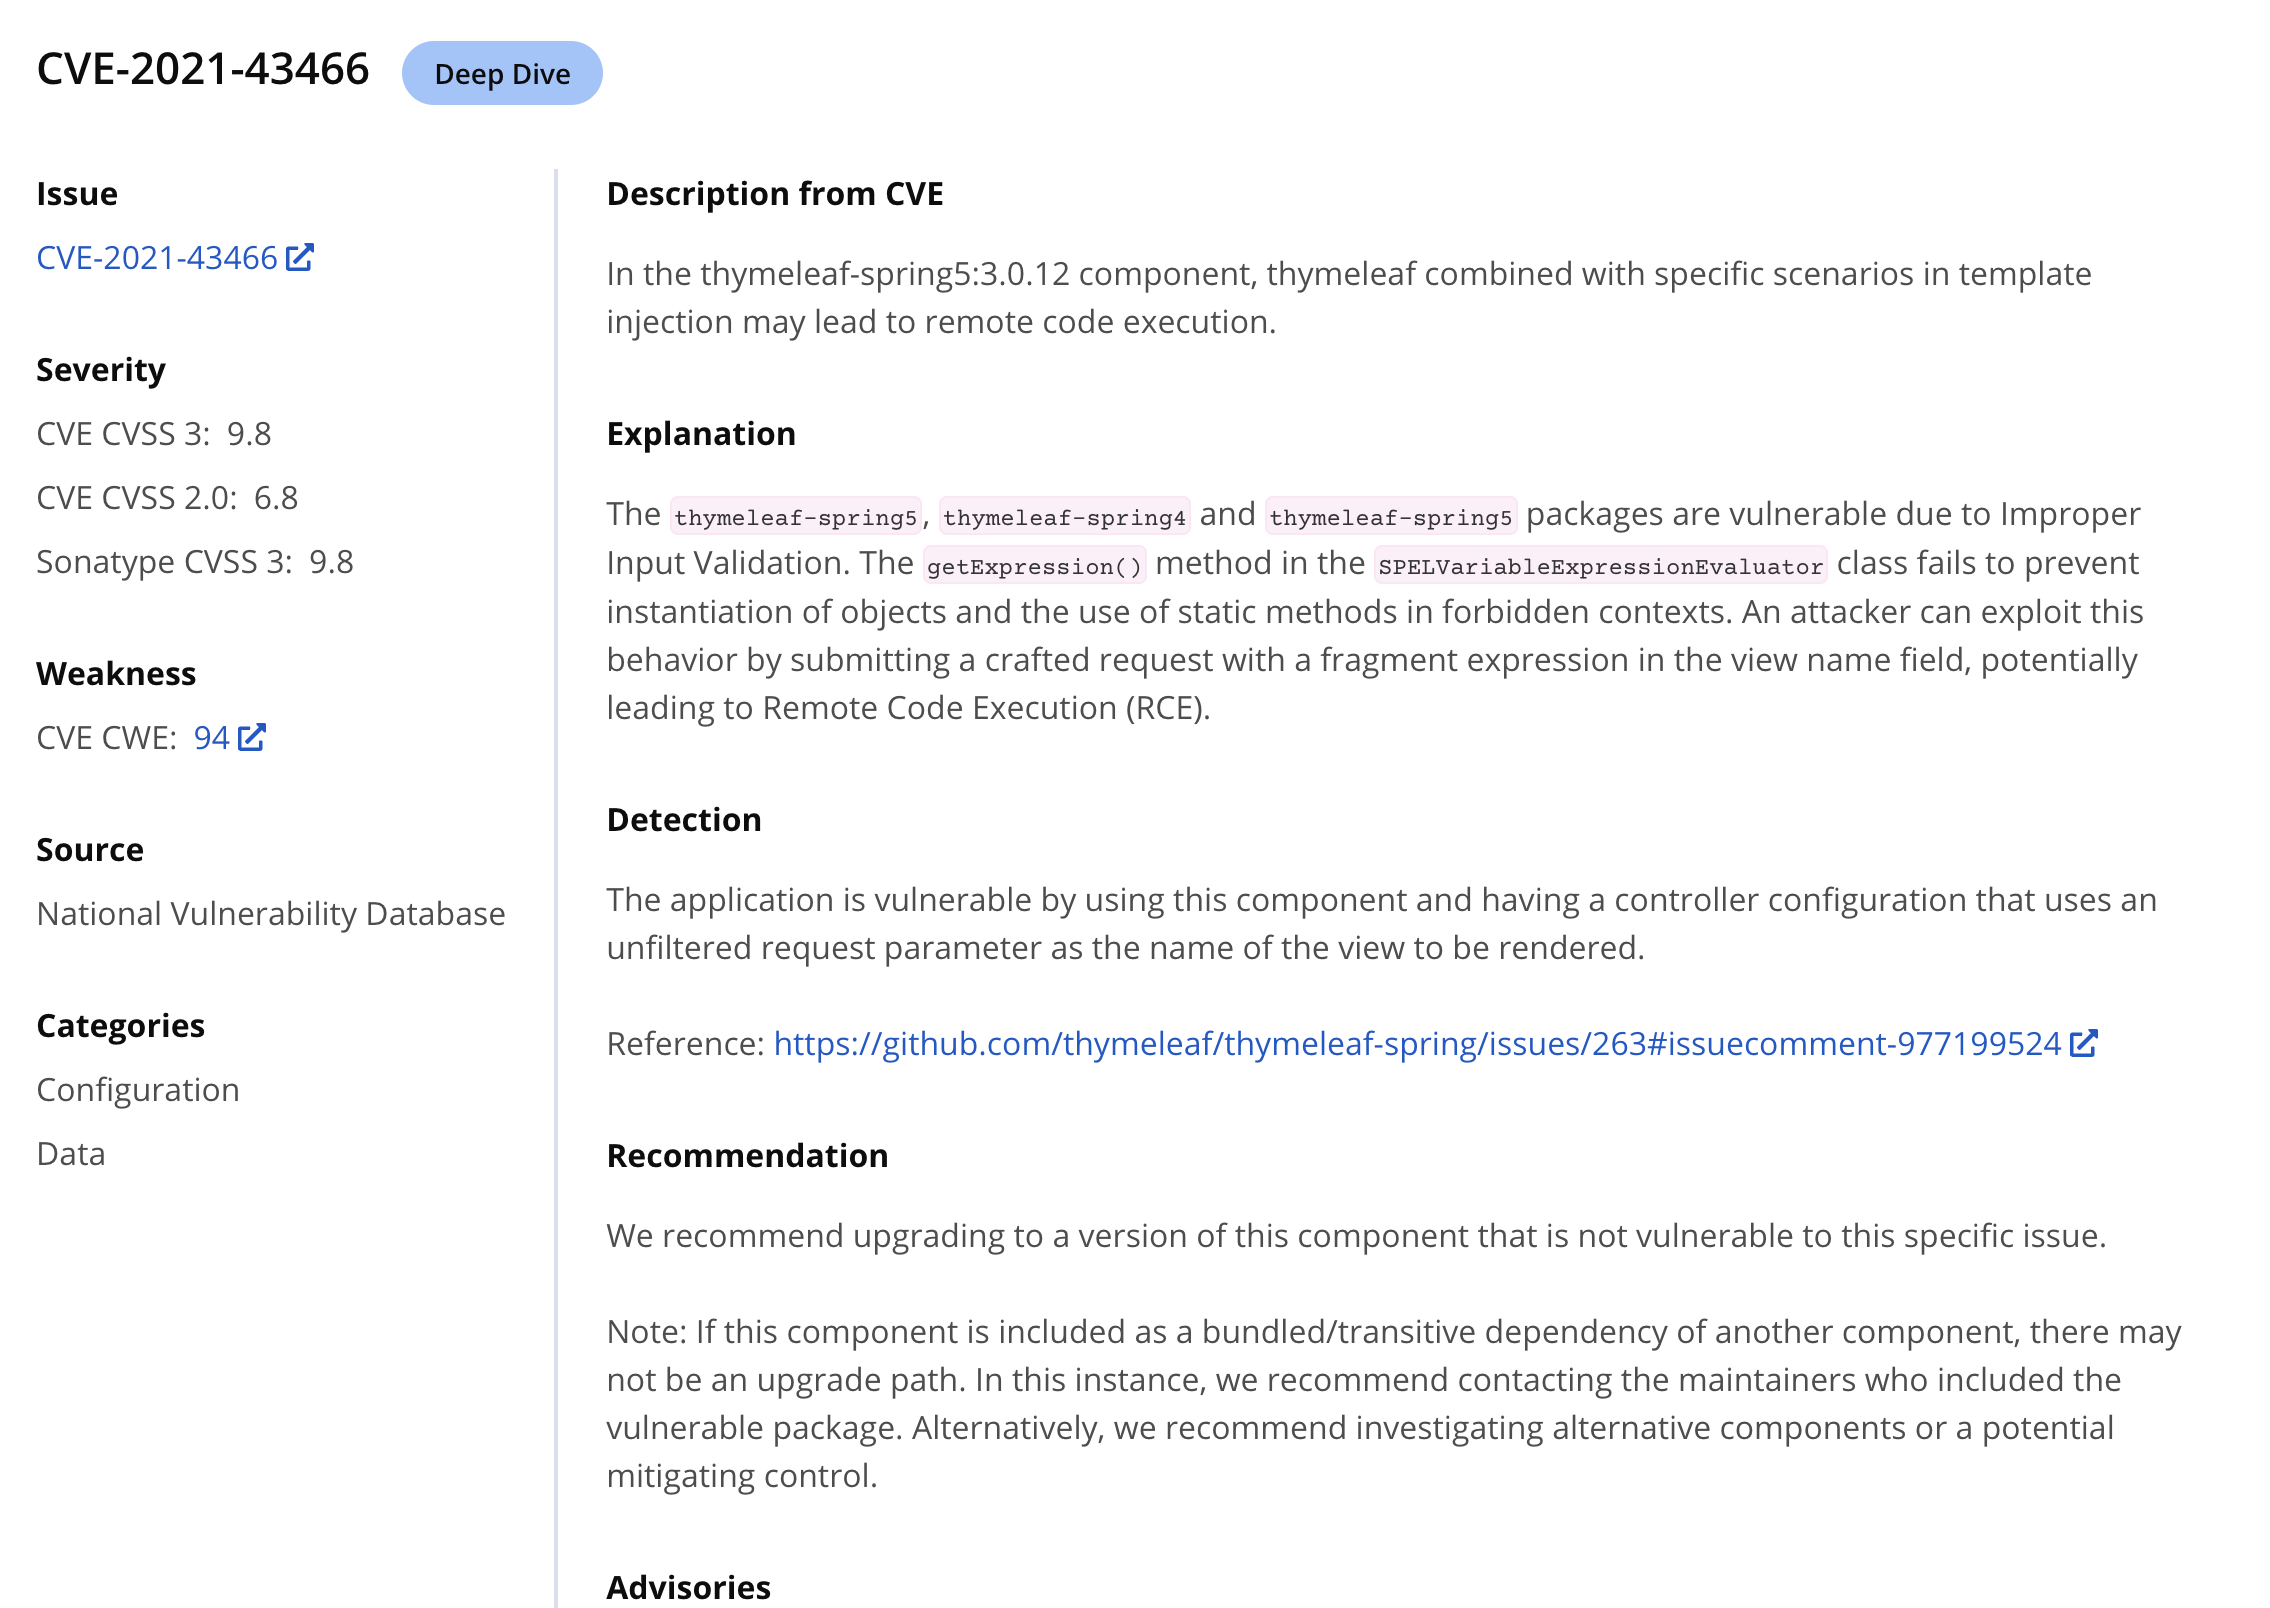 CVE-2021-43466
Deep Dive
Issue
CVE-2021-43466
Severity
CVE CVSS 3: 9.8
CVE CVSS 2.0: 6.8
Sonatype CVSS 3: 9.8
Weakness
CVE CWE: 94
Source
National Vulnerability Database
Categories
Configuration
Data
Description from CVE
In the thymeleaf-spring5:3.0.12 component, thymeleaf combined with specific scenarios in template
injection may lead to remote code execution.
Explanation
The thymeleaf-spring5, thymeleaf-spring4 and thymeleaf-spring5 packages are vulnerable due to Improper
Input Validation. The getExpression() method in the SPELVariableExpressionEvaluator class fails to prevent
instantiation of objects and the use of static methods in forbidden contexts. An attacker can exploit this
behavior by submitting a crafted request with a fragment expression in the view name field, potentially
leading to Remote Code Execution (RCE).
Detection
The application is vulnerable by using this component and having a controller configuration that uses an
unfiltered request parameter as the name of the view to be rendered.
Reference: https://github.com/thymeleaf/thymeleaf-spring/issues/263#issuecomment-977199524
Recommendation
We recommend upgrading to a version of this component that is not vulnerable to this specific issue.
Note: If this component is included as a bundled/transitive dependency of another component, there may
not be an upgrade path. In this instance, we recommend contacting the maintainers who included the
vulnerable package. Alternatively, we recommend investigating alternative components or a potential
mitigating control.
Advisories